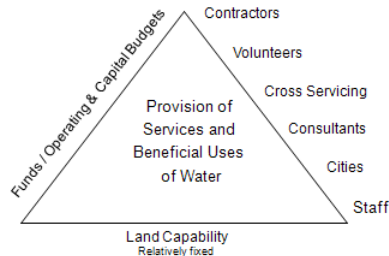 Contractors
Volunteers
Cross Servicing
Consultants
Cities
Staff
Funds / Operating & Capital Budgets
Provision of
Services and
Beneficial Uses
of Water
Land Capability
Relatively fixed